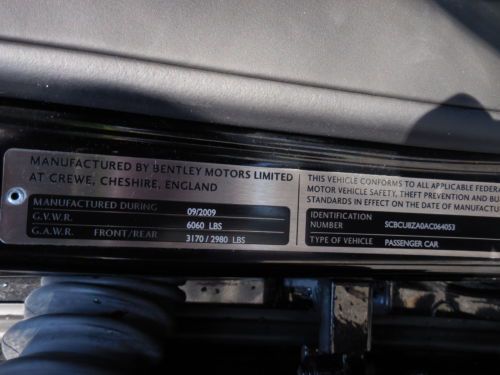 MANUFACTURED BY BENTLEY MOTORS LIMITED
AT CREWE, CHESHIRE, ENGLAND
MANUFACTURED DURING 09/2009
G.V.W.R. 6060 LBS
G.A.W.R. FRONT/REAR 3170/2980 LBS
THIS VEHICLE CONFORMS TO ALL APPLICABLE FEDERA
MOTOR VEHICLE SAFETY, THEFT PREVENTION AND BU
STANDARDS IN EFFECT ON THE DATE OF MANUFACTUR
IDENTIFICATION
NUMBER SCBCU8ZA0AC064053
TYPE OF VEHICLE PASSENGER CAR